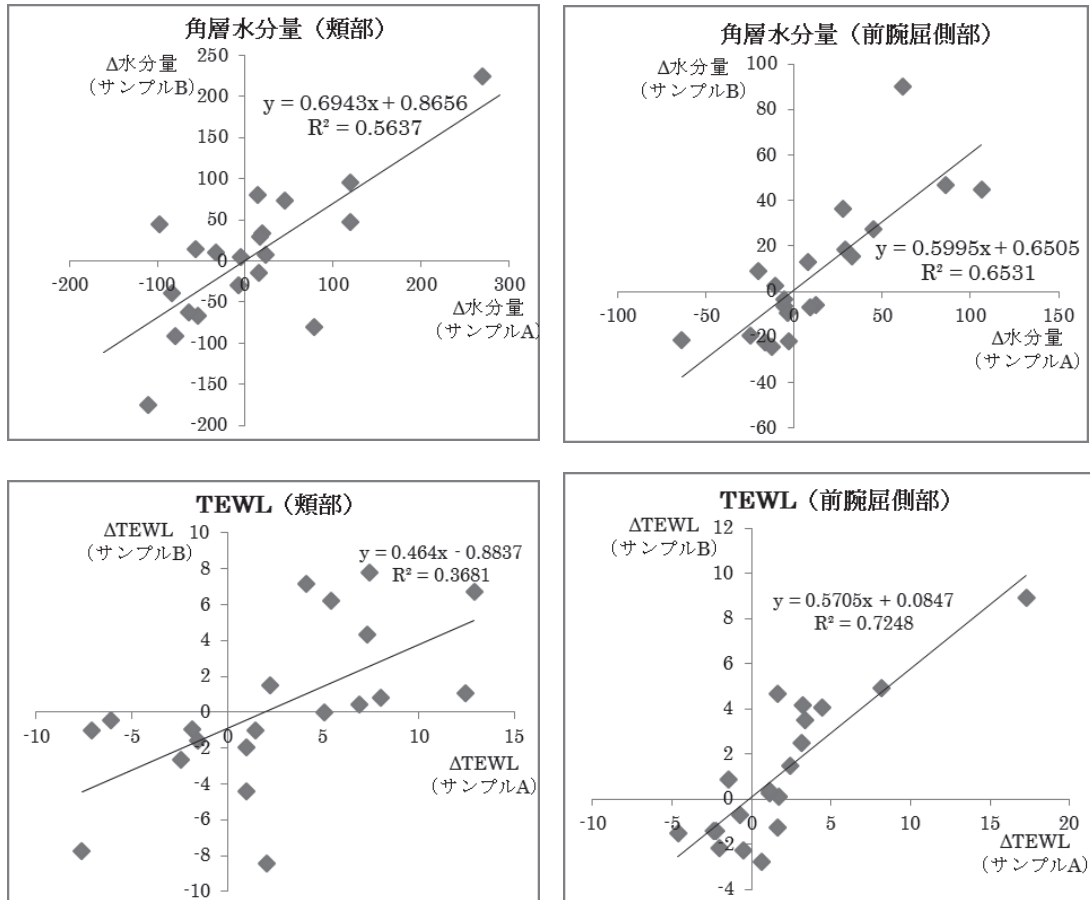 角層水分量（頬部）
Δ水分量
（サンプルB）
250
200
150
100
50
0
-50
-100
-150
-200
y = 0.6943x + 0.8656
R² = 0.5637
-200
-100
0
100
200
300
Δ水分量
（サンプルA）
角層水分量（前腕屈側部）
Δ水分量
（サンプルB）
100
80
60
40
20
0
-20
-40
-60
y = 0.5995x + 0.6505
R² = 0.6531
-100
-50
0
50
100
150
Δ水分量
（サンプルA）
TEWL（頬部）
ΔTEWL
（サンプルB）
10
8
6
4
2
0
-2
-4
-6
-8
-10
y = 0.464x - 0.8837
R² = 0.3681
-10
-5
0
5
10
15
ΔTEWL
（サンプルA）
TEWL（前腕屈側部）
ΔTEWL
（サンプルB）
12
10
8
6
4
2
0
-2
-4
y = 0.5705x + 0.0847
R² = 0.7248
-10
-5
0
5
10
15
20
ΔTEWL
（サンプルA）